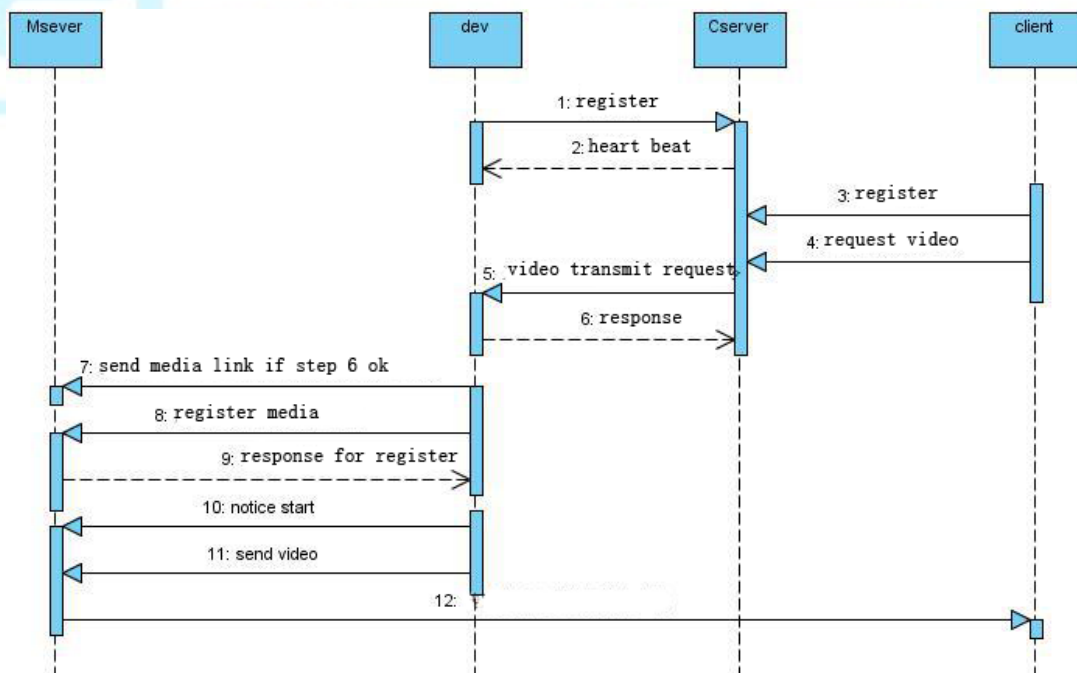 Msever
dev
Cserver
client
1: register
2: heart beat
3: register
4: request video
5: video transmit request
6: response
7: send media link if step 6 ok
8: register media
9: response for register
10: notice start
11: send video
12: